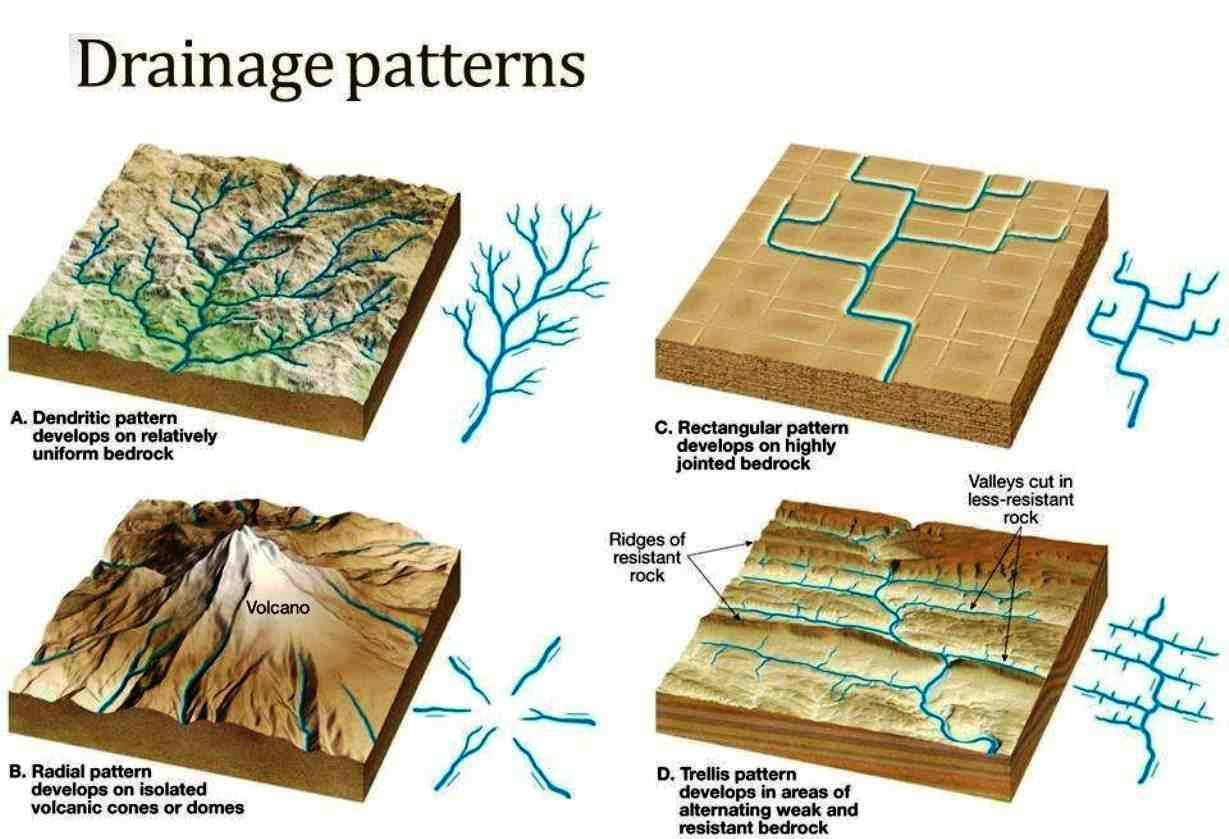 Drainage patterns
A. Dendritic pattern
develops on relatively
uniform bedrock
C. Rectangular pattern
develops on highly
jointed bedrock
Volcano
B. Radial pattern
develops on isolated
volcanic cones or domes
Valleys cut in
less-resistant
rock
Ridges of
resistant
rock
D. Trellis pattern
develops in areas of
alternating weak and
resistant bedrock